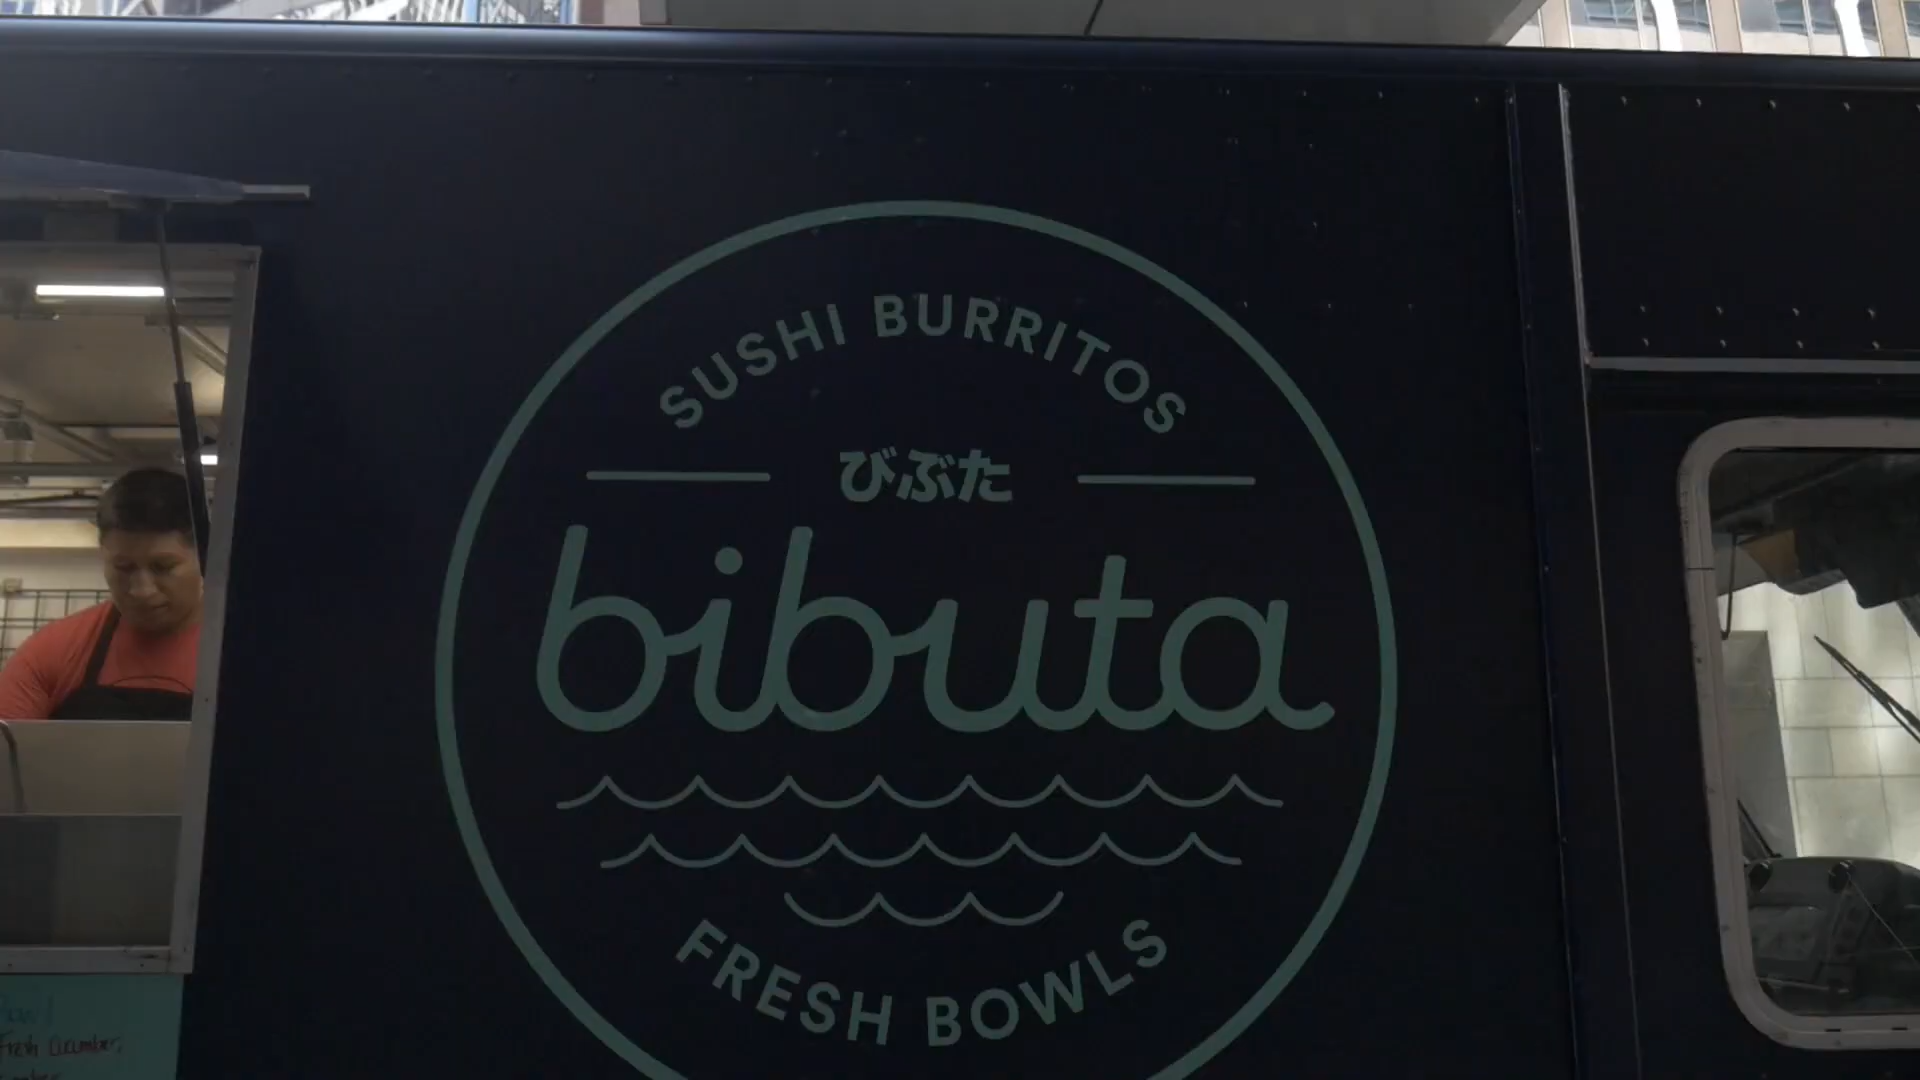 SUSHI BURRITOS
びぶた
bibuta
FRESH BOWLS
Fresh Cucumber,